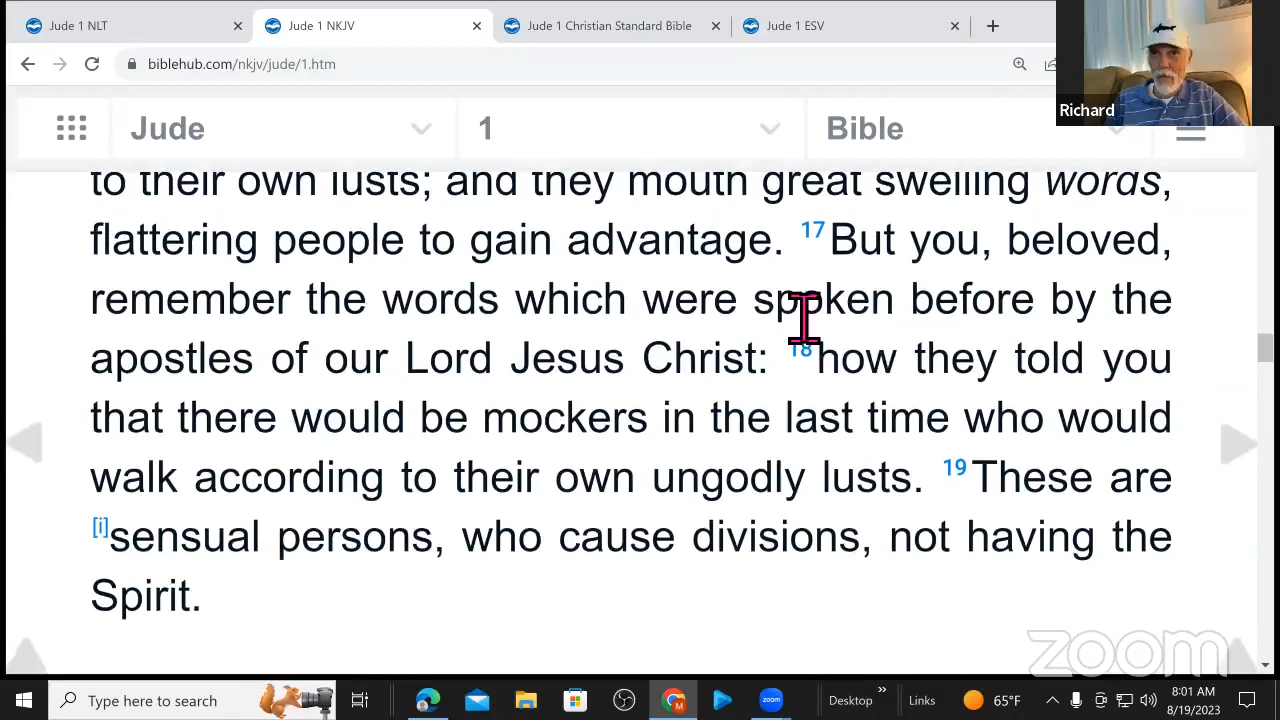 Jude 1 NLT
Jude 1 NKJV
Jude 1 Christian Standard Bible
Jude 1 ESV
biblehub.com/nkjv/jude/1.htm
Richard
Jude
1
Bible
to their own lusts; and they mouth great swelling words,
flattering people to gain advantage. 17 But you, beloved,
remember the words which were spoken before by the
apostles of our Lord Jesus Christ: 18 how they told you
that there would be mockers in the last time who would
walk according to their own ungodly lusts. 19 These are
[i]sensual persons, who cause divisions, not having the
Spirit.
zoom
Type here to search
zoom
Desktop
Links
65°F
8:01 AM
8/19/2023